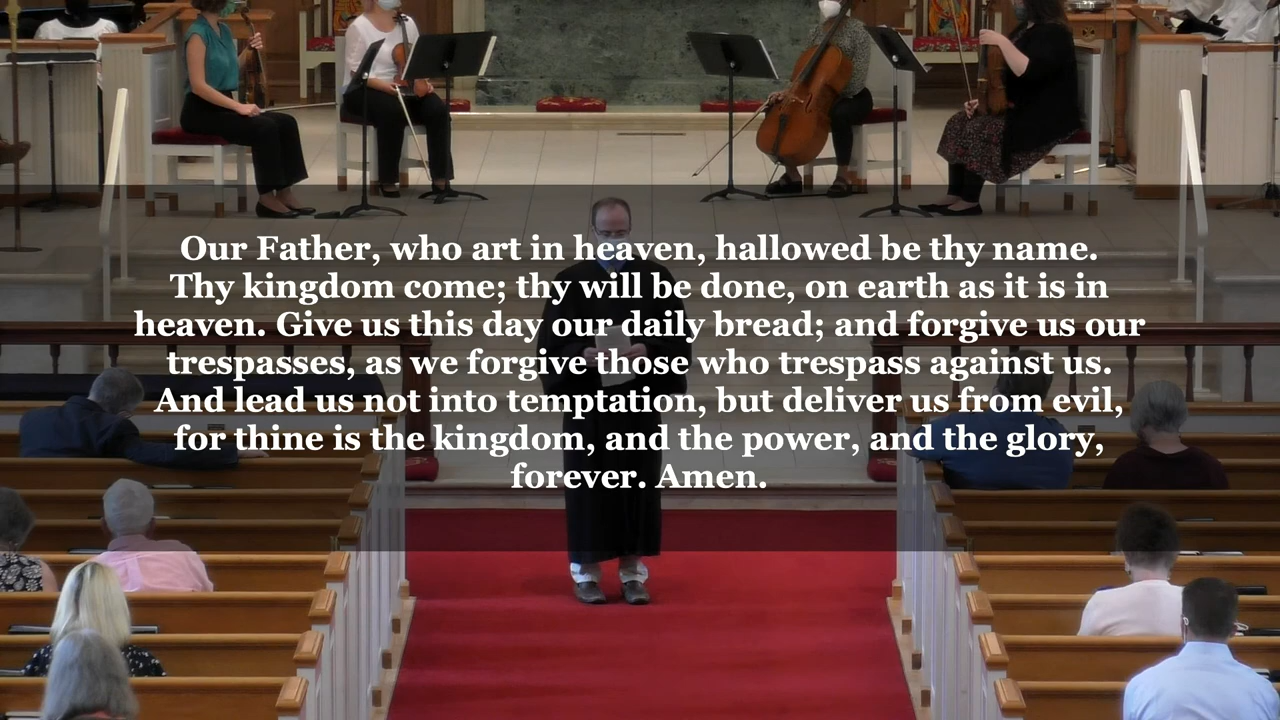 Our Father, who art in heaven, hallowed be thy name.
Thy kingdom come; thy will be done, on earth as it is in
heaven. Give us this day our daily bread; and forgive us our
trespasses, as we forgive those who trespass against us.
And lead us not into temptation, but deliver us from evil,
for thine is the kingdom, and the power, and the glory,
forever. Amen.